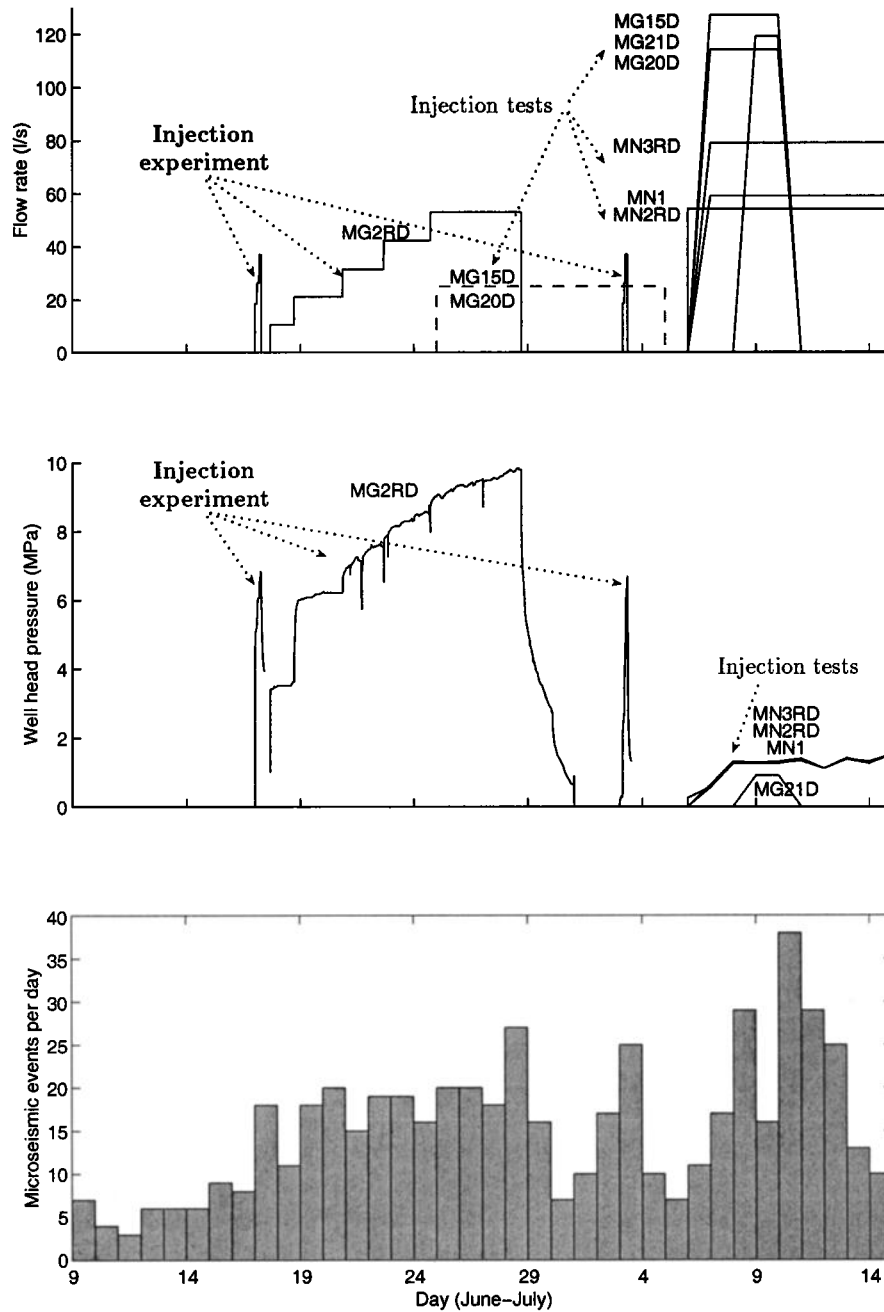 Flow rate (l/s)
120
100
80
60
40
20
0
Injection
experiment
MG2RD
Injection tests
MG15D
MG20D
MG15D
MG21D
MG20D
MN3RD
MN1
MN2RD
Well head pressure (MPa)
10
8
6
4
2
0
Injection
experiment
MG2RD
Injection tests
MN3RD
MN2RD
MN1
MG21D
Microseismic events per day
40
35
30
25
20
15
10
5
0
9 14 19 24 29 4 9 14
Day (June–July)